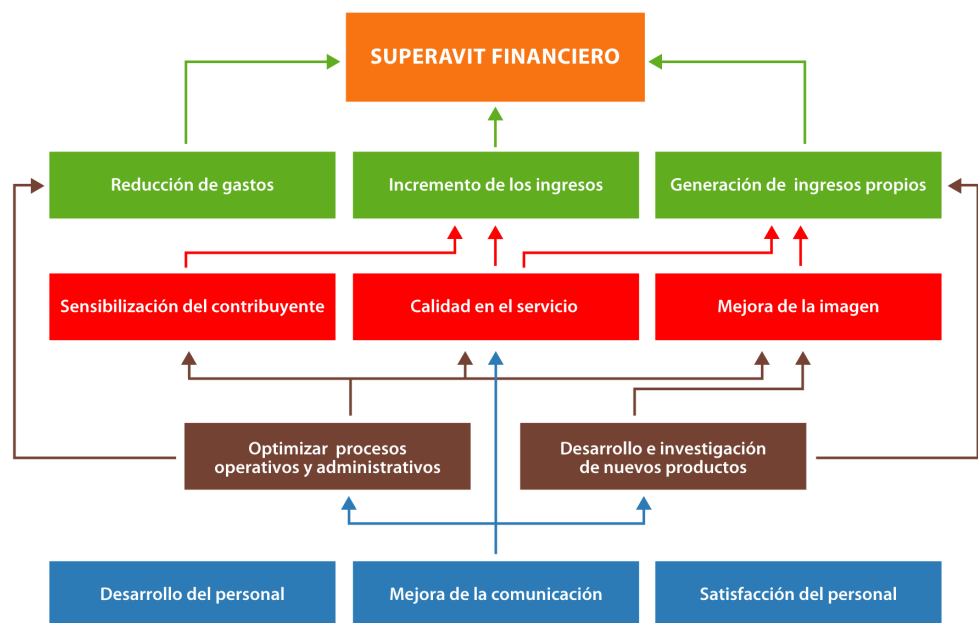 SUPERAVIT FINANCIERO
Reducción de gastos
Incremento de los ingresos
Generación de ingresos propios
Sensibilización del contribuyente
Calidad en el servicio
Mejora de la imagen
Optimizar procesos
operativos y administrativos
Desarrollo e investigación
de nuevos productos
Desarrollo del personal
Mejora de la comunicación
Satisfacción del personal